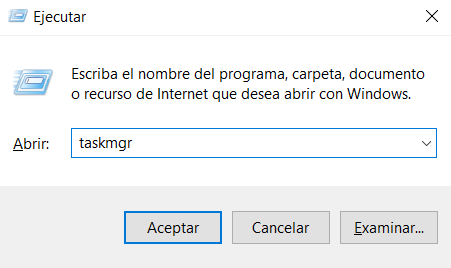 Ejecutar
Escriba el nombre del programa, carpeta, documento
o recurso de Internet que desea abrir con Windows.
Abrir: taskmgr
Aceptar Cancelar Examinar...